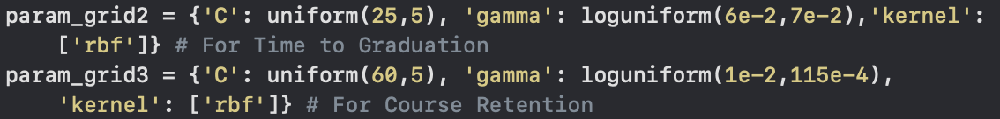 param_grid2 = {'C': uniform(25,5), 'gamma': loguniform(6e-2,7e-2),'kernel':
['rbf']} # For Time to Graduation
param_grid3 = {'C': uniform(60,5), 'gamma': loguniform(1e-2,115e-4),
'kernel': ['rbf']} # For Course Retention